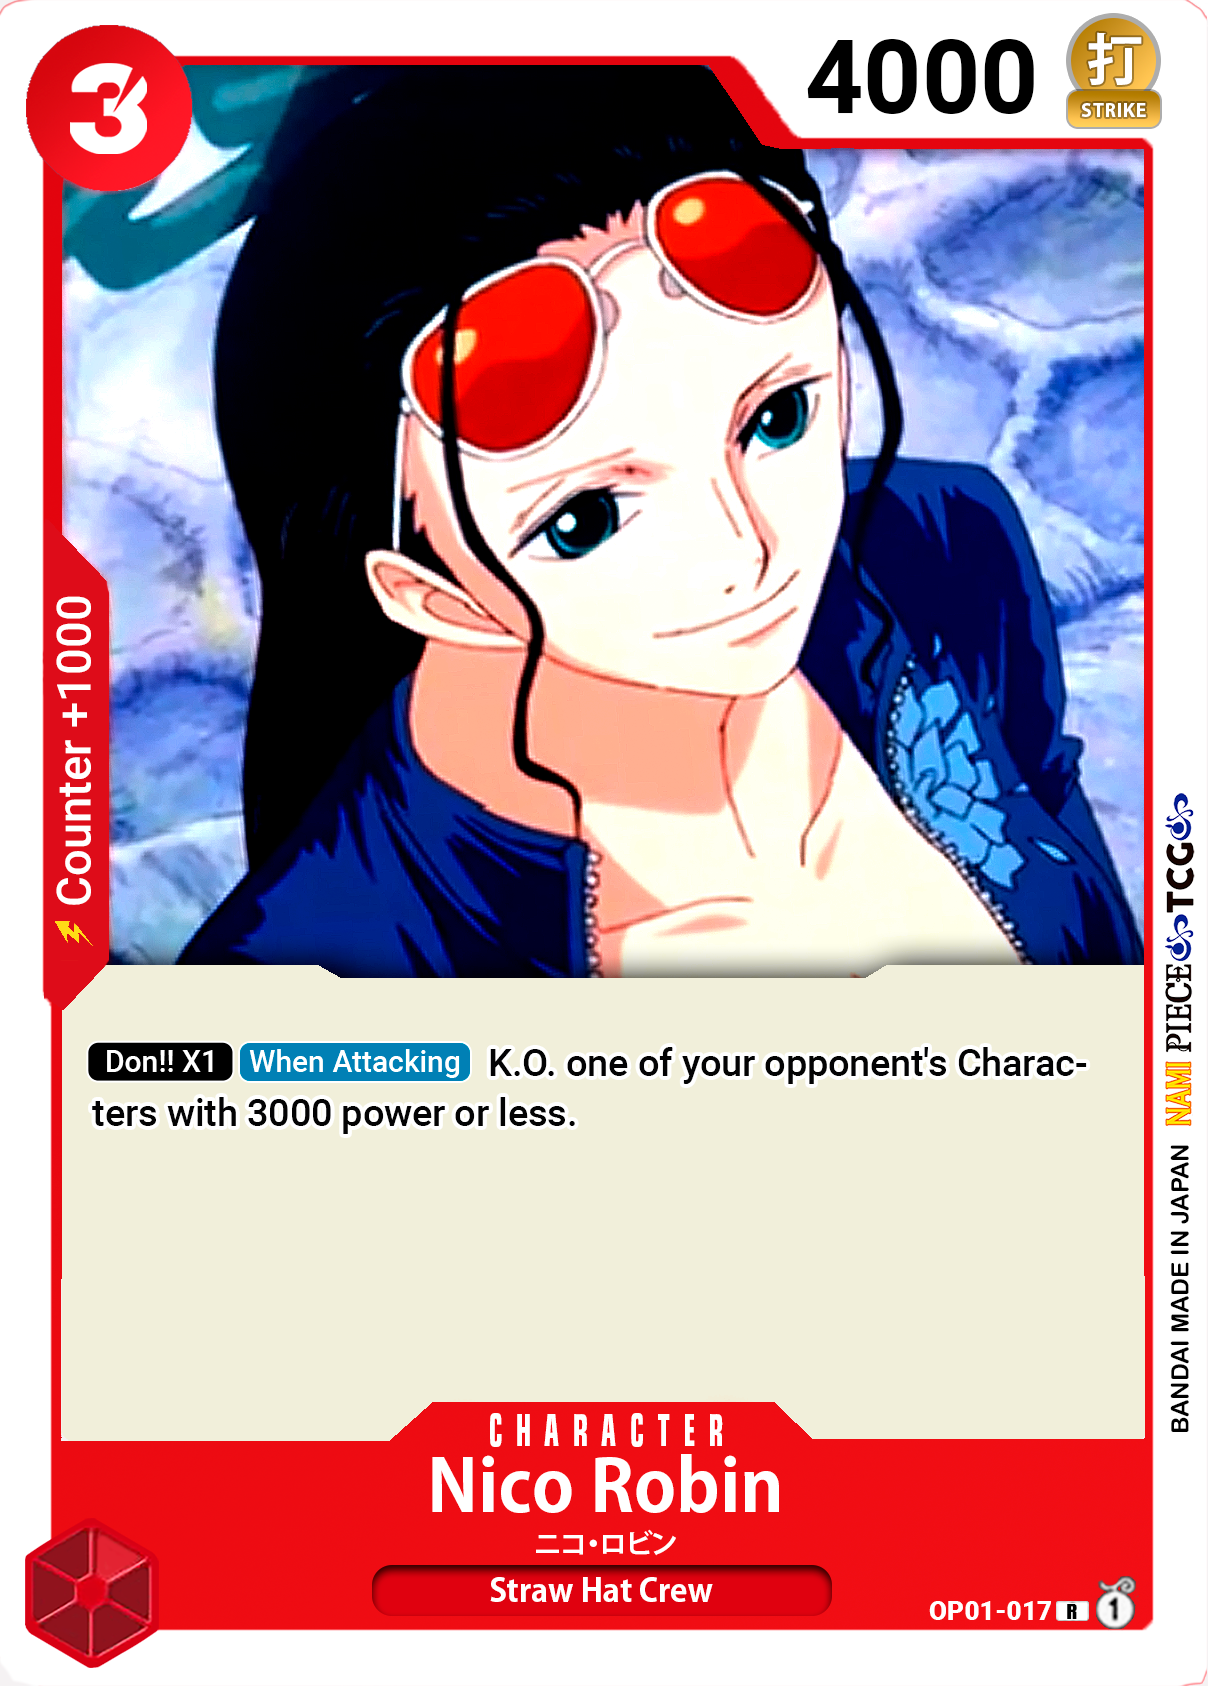 3
4000
打
STRIKE
Counter +1000
Don!! X1 When Attacking K.O. one of your opponent's Charac-
ters with 3000 power or less.
CHARACTER
Nico Robin
ニコ・ロビン
Straw Hat Crew
OP01-017 R 1
BANDAI MADE IN JAPAN NAMI PIECE TCG